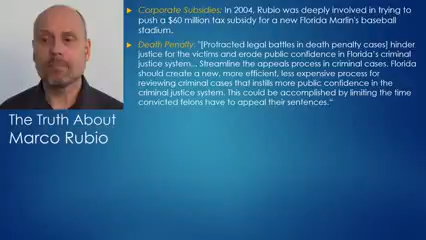 Corporate Subsidies: In 2004, Rubio was deeply involved in trying to
push a $60 million tax subsidy for a new Florida Marlin's baseball
stadium.
Death Penalty: "[Protracted legal battles in death penalty cases] hinder
justice for the victims and erode public confidence in Florida's criminal
justice system... Streamline the appeals process in criminal cases. Florida
should create a new, more efficient, less expensive process for
reviewing criminal cases that instills more public confidence in the
criminal justice system. This could be accomplished by limiting the time
convicted felons have to appeal their sentences."
The Truth About
Marco Rubio